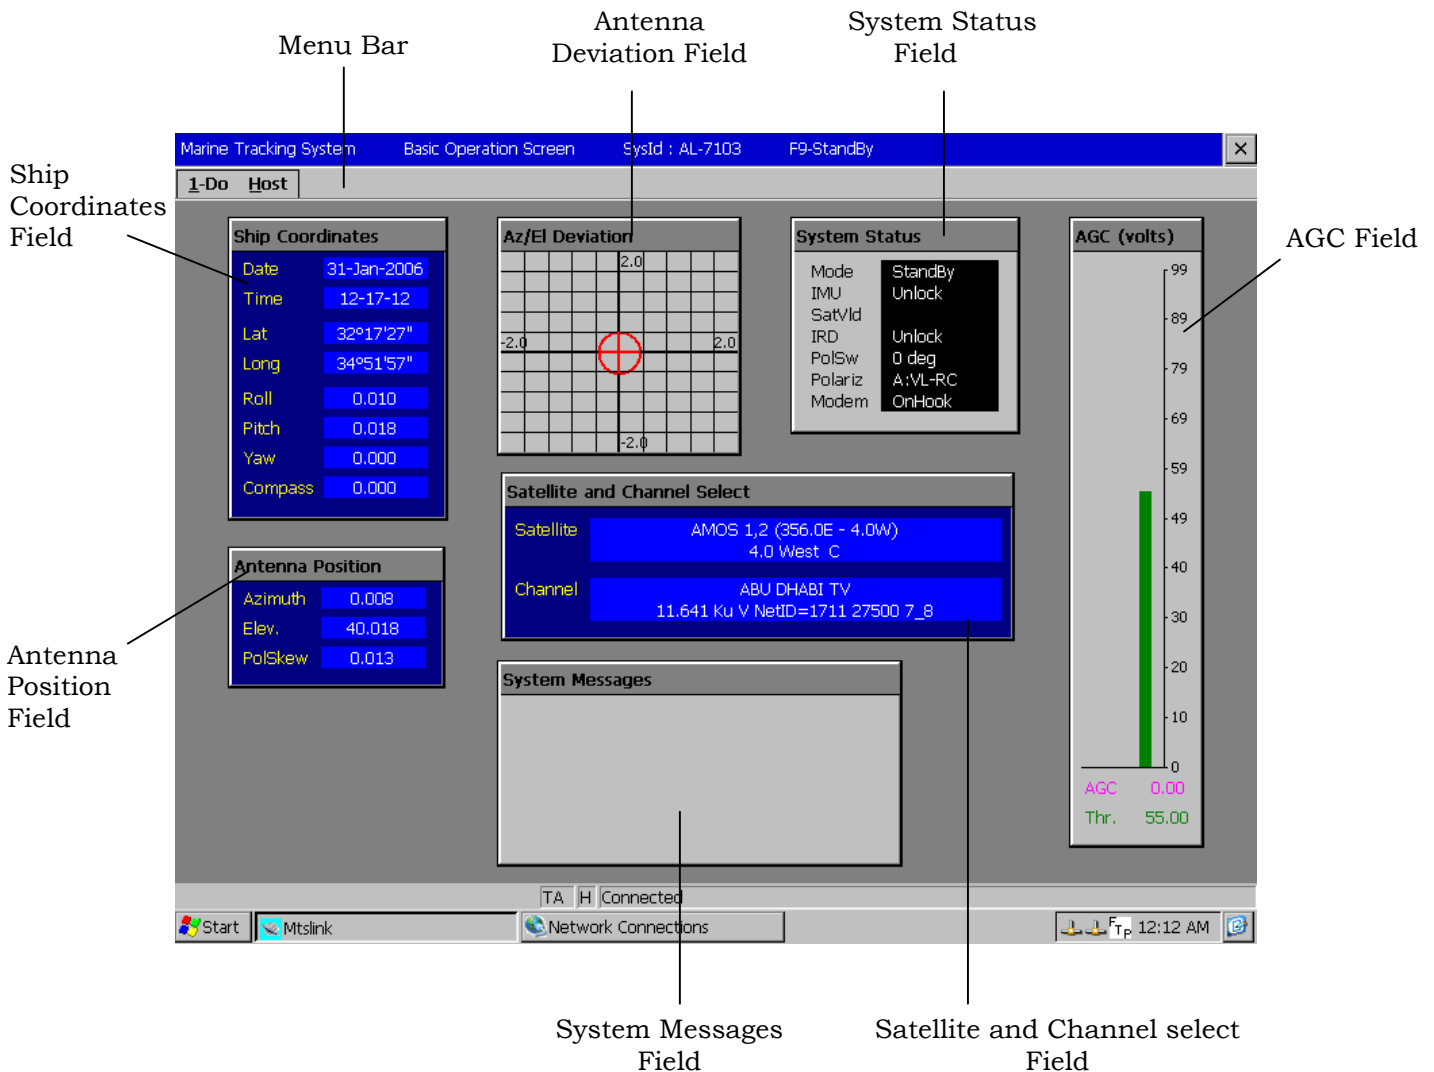 Antenna
Deviation Field
System Status
Field
Menu Bar
Ship
Coordinates
Field
AGC Field
Antenna
Position
Field
System Messages
Field
Satellite and Channel select
Field
Marine Tracking System Basic Operation Screen SysId : AL-7103 F9-StandBy
1-Do Host
Ship Coordinates
Date 31-Jan-2006
Time 12-17-12
Lat 32º17'27"
Long 34º51'57"
Roll 0.010
Pitch 0.018
Yaw 0.000
Compass 0.000
Antenna Position
Azimuth 0.008
Elev. 40.018
PolSkew 0.013
Az/El Deviation
2.0
-2.0 2.0
-2.0
System Status
Mode StandBy
IMU Unlock
SatVld
IRD Unlock
PolSw 0 deg
Polariz A:VL-RC
Modem OnHook
Satellite and Channel Select
Satellite AMOS 1,2 (356.0E - 4.0W)
4.0 West C
Channel ABU DHABI TV
11.641 Ku V NetID=1711 27500 7_8
System Messages
AGC (volts)
99
89
79
69
59
49
40
30
20
10
0
AGC 0.00
Thr. 55.00
TA H Connected
Start Mtslink Network Connections FTP 12:12 AM